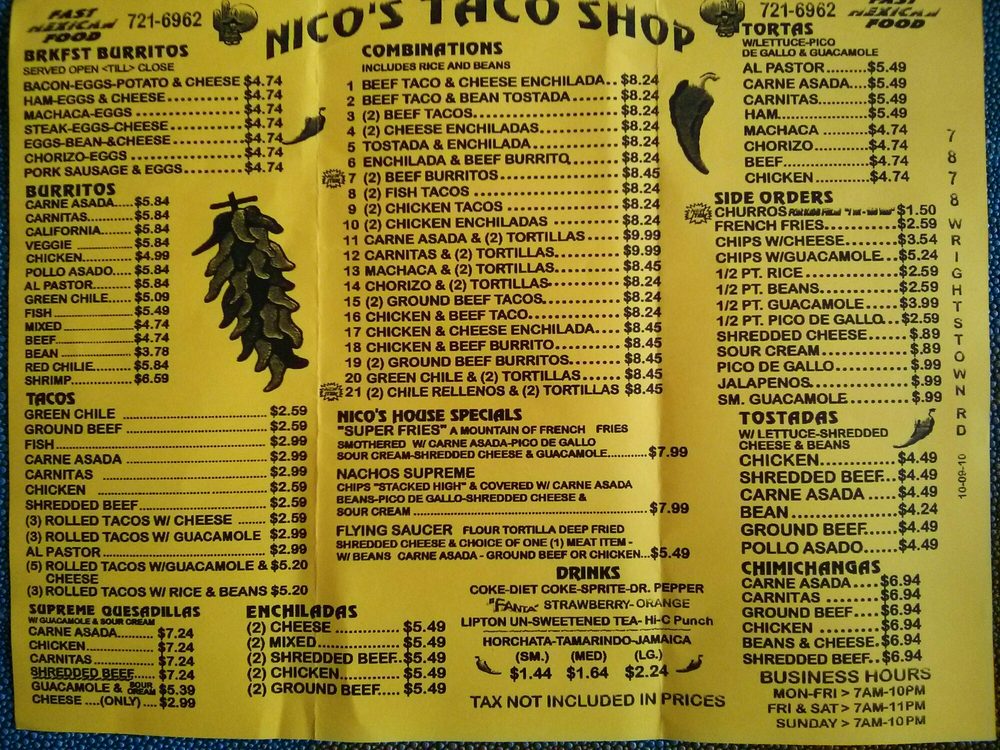 FAST MEXICAN FOOD
721-6962
NICO'S TACO SHOP
721-6962
FAST MEXICAN FOOD
BRKFST BURRITOS
SERVED OPEN <TILL> CLOSE
BACON-EGGS-POTATO & CHEESE $4.74
HAM-EGGS & CHEESE $4.74
MACHACA-EGGS $4.74
STEAK-EGGS-CHEESE $4.74
EGGS-BEAN-&CHEESE $4.74
CHORIZO-EGGS $4.74
PORK SAUSAGE & EGGS $4.74
BURRITOS
CARNE ASADA $5.84
CARNITAS $5.84
CALIFORNIA $5.84
VEGGIE $5.84
CHICKEN $4.99
POLLO ASADO $5.84
AL PASTOR $5.84
GREEN CHILE $5.09
FISH $5.49
MIXED $4.74
BEEF $4.74
BEAN $3.78
RED CHILIE $5.84
SHRIMP $6.59
TACOS
GREEN CHILE $2.59
GROUND BEEF $2.59
FISH $2.99
CARNE ASADA $2.99
CARNITAS $2.99
CHICKEN $2.59
SHREDDED BEEF $2.59
(3) ROLLED TACOS W/ CHEESE $2.59
(3) ROLLED TACOS W/ GUACAMOLE $2.99
AL PASTOR $2.99
(5) ROLLED TACOS W/GUACAMOLE & $5.20
CHEESE
(3) ROLLED TACOS W/ RICE & BEANS $5.20
SUPREME QUESADILLAS
W/ GUACAMOLE & SOUR CREAM
CARNE ASADA $7.24
CHICKEN $7.24
CARNITAS $7.24
SHREDDED BEEF $7.24
GUACAMOLE & SOUR CREAM $5.39
CHEESE ....(ONLY) .... $2.99
ENCHILADAS
(2) CHEESE $5.49
(2) MIXED $5.49
(2) SHREDDED BEEF $5.49
(2) CHICKEN $5.49
(2) GROUND BEEF $5.49
COMBINATIONS
INCLUDES RICE AND BEANS
1 BEEF TACO & CHEESE ENCHILADA $8.24
2 BEEF TACO & BEAN TOSTADA $8.24
3 (2) BEEF TACOS $8.24
4 (2) CHEESE ENCHILADAS $8.24
5 TOSTADA & ENCHILADA $8.24
6 ENCHILADA & BEEF BURRITO $8.24
7 (2) BEEF BURRITOS $8.45
8 (2) FISH TACOS $8.24
9 (2) CHICKEN TACOS $8.24
10 (2) CHICKEN ENCHILADAS $8.24
11 CARNE ASADA & (2) TORTILLAS $9.99
12 CARNITAS & (2) TORTILLAS $9.99
13 MACHACA & (2) TORTILLAS $8.45
14 CHORIZO & (2) TORTILLAS $8.24
15 (2) GROUND BEEF TACOS $8.24
16 CHICKEN & BEEF TACO $8.24
17 CHICKEN & CHEESE ENCHILADA $8.45
18 CHICKEN & BEEF BURRITO $8.45
19 (2) GROUND BEEF BURRITOS $8.45
20 GREEN CHILE & (2) TORTILLAS $8.45
21 (2) CHILE RELLENOS & (2) TORTILLAS $8.45
NICO'S HOUSE SPECIALS
"SUPER FRIES" A MOUNTAIN OF FRENCH FRIES
SMOTHERED W/ CARNE ASADA-PICO DE GALLO
SOUR CREAM-SHREDDED CHEESE & GUACAMOLE $7.99
NACHOS SUPREME
CHIPS "STACKED HIGH" & COVERED W/ CARNE ASADA
BEANS-PICO DE GALLO-SHREDDED CHEESE &
SOUR CREAM $7.99
FLYING SAUCER FLOUR TORTILLA DEEP FRIED
SHREDDED CHEESE & CHOICE OF ONE (1) MEAT ITEM -
W/ BEANS CARNE ASADA - GROUND BEEF OR CHICKEN $5.49
DRINKS
COKE-DIET COKE-SPRITE-DR. PEPPER
"FANTA" STRAWBERRY-ORANGE
LIPTON UN-SWEETENED TEA- Hi-C Punch
HORCHATA-TAMARINDO-JAMAICA
(SM.) (MED) (LG.)
$1.44 $1.64 $2.24
TAX NOT INCLUDED IN PRICES
TORTAS
W/LETTUCE-PICO
DE GALLO & GUACAMOLE
AL PASTOR $5.49
CARNE ASADA $5.49
CARNITAS $5.49
HAM $5.49
MACHACA $4.74
CHORIZO $4.74
BEEF $4.74
CHICKEN $4.74
SIDE ORDERS
CHURROS $1.50
FRENCH FRIES $2.59
CHIPS W/CHEESE $3.54
CHIPS W/GUACAMOLE $5.24
1/2 PT. RICE $2.59
1/2 PT. BEANS $2.59
1/2 PT. GUACAMOLE $3.99
1/2 PT. PICO DE GALLO $2.59
SHREDDED CHEESE $.89
SOUR CREAM $.89
PICO DE GALLO $.99
JALAPENOS $.99
SM. GUACAMOLE $.99
TOSTADAS
W/ LETTUCE-SHREDDED
CHEESE & BEANS
CHICKEN $4.49
SHREDDED BEEF $4.49
CARNE ASADA $4.49
BEAN $4.24
GROUND BEEF $4.49
POLLO ASADO $4.49
CHIMICHANGAS
CARNE ASADA $6.94
CARNITAS $6.94
GROUND BEEF $6.94
CHICKEN $6.94
BEANS & CHEESE $6.94
SHREDDED BEEF $6.94
BUSINESS HOURS
MON-FRI > 7AM-10PM
FRI & SAT > 7AM-11PM
SUNDAY > 7AM-10PM
7878 WRIGHTSTOWN RD
10-09-10